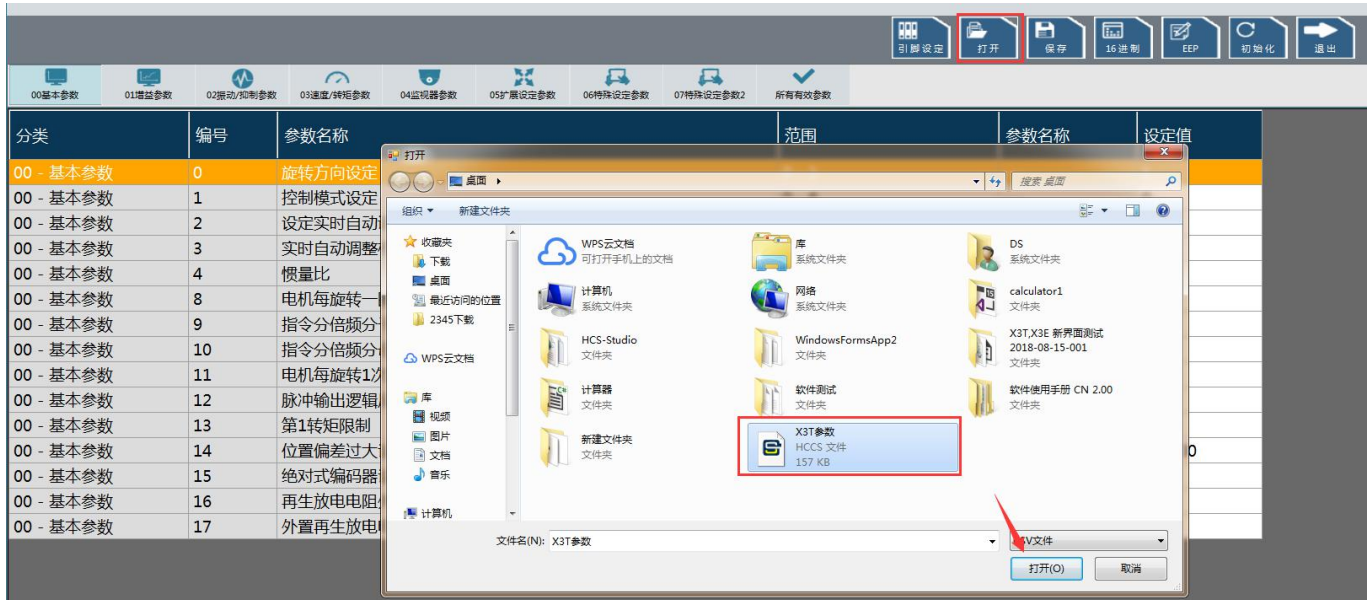 引脚设定 打开 保存 16进制 EEP 初始化 退出
00基本参数 01增益参数 02振动/抑制参数 03速度/转矩参数 04监视器参数 05扩展设定参数 06特殊设定参数 07特殊设定参数2 所有有效参数
分类 编号 参数名称 范围 参数名称 设定值
00 - 基本参数 0 旋转方向设定
00 - 基本参数 1 控制模式设定
00 - 基本参数 2 设定实时自动
00 - 基本参数 3 实时自动调整
00 - 基本参数 4 惯量比
00 - 基本参数 8 电机每旋转一
00 - 基本参数 9 指令分倍频分
00 - 基本参数 10 指令分倍频分
00 - 基本参数 11 电机每旋转1次
00 - 基本参数 12 脉冲输出逻辑
00 - 基本参数 13 第1转矩限制
00 - 基本参数 14 位置偏差过大 0
00 - 基本参数 15 绝对式编码器
00 - 基本参数 16 再生放电电阻
00 - 基本参数 17 外置再生放电
打开
桌面
搜索 桌面
组织 新建文件夹
收藏夹
下载
桌面
最近访问的位置
2345下载
WPS云文档
库
视频
图片
文档
音乐
计算机
WPS云文档
可打开手机上的文档
库
系统文件夹
DS
系统文件夹
计算机
系统文件夹
网络
系统文件夹
calculator1
文件夹
HCS-Studio
文件夹
WindowsFormsApp2
文件夹
X3T,X3E 新界面测试
2018-08-15-001
文件夹
计算器
文件夹
软件测试
文件夹
软件使用手册 CN 2.00
文件夹
新建文件夹
文件夹
X3T参数
HCCS 文件
157 KB
文件名(N): X3T参数
SV文件
打开(O) 取消